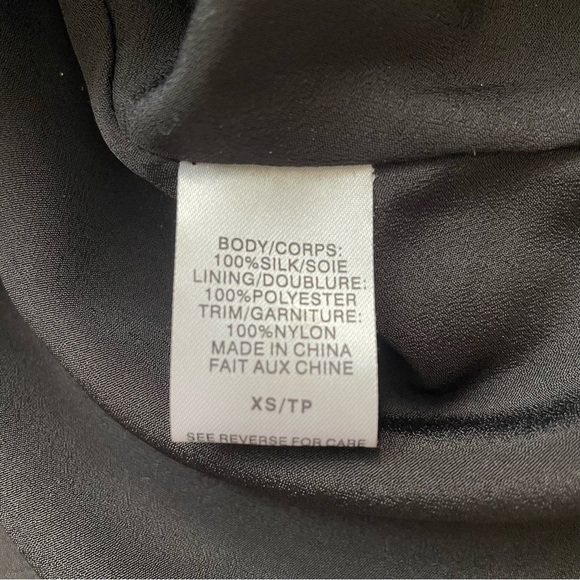 BODY/CORPS:
100%SILK/SOIE
LINING/DOUBLURE:
100%POLYESTER
TRIM/GARNITURE:
100%NYLON
MADE IN CHINA
FAIT AUX CHINE
XS/TP
SEE REVERSE FOR CARE